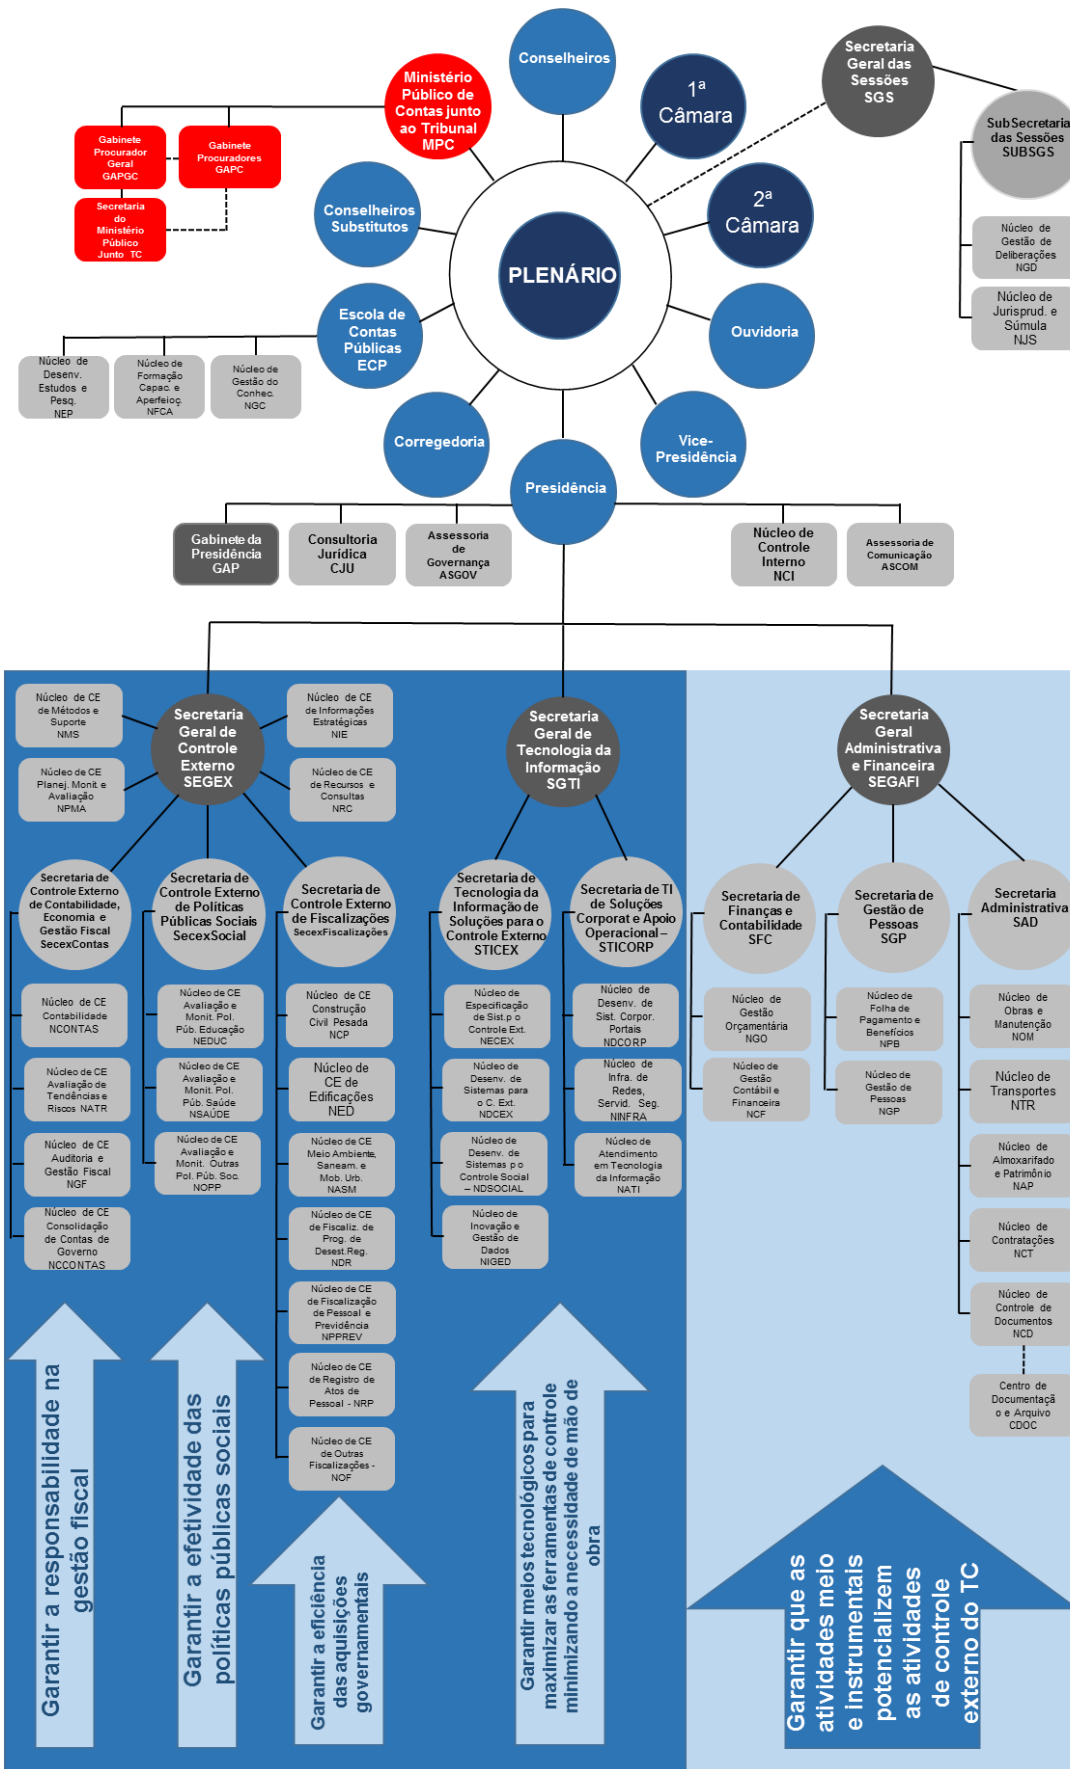 Conselheiros
Ministério
Público de
Contas junto
ao Tribunal
MPC
1ª
Câmara
Secretaria
Geral das
Sessões
SGS
SubSecretaria
das Sessões
SUBSGS
Gabinete
Procurador
Geral
GAPGC
Gabinete
Procuradores
GAPC
Secretaria
do
Ministério
Público
Junto TC
Conselheiros
Substitutos
2ª
Câmara
PLENÁRIO
Núcleo de
Gestão de
Deliberações
NGD
Núcleo de
Jurisprud. e
Súmula
NJS
Escola de
Contas
Públicas
ECP
Ouvidoria
Núcleo de
Desenv.
Estudos e
Pesq.
NEP
Núcleo de
Formação
Capac. e
Aperfeioç.
NFCA
Núcleo de
Gestão do
Conhec.
NGC
Corregedoria
Vice-
Presidência
Presidência
Gabinete da
Presidência
GAP
Consultoria
Jurídica
CJU
Assessoria
de
Governança
ASGOV
Núcleo de
Controle
Interno
NCI
Assessoria de
Comunicação
ASCOM
Núcleo de CE
de Métodos e
Suporte
NMS
Secretaria
Geral de
Controle
Externo
SEGEX
Núcleo de CE
de Informações
Estratégicas
NIE
Núcleo de CE
Planej. Monit. e
Avaliação
NPMA
Núcleo de CE
de Recursos e
Consultas
NRC
Secretaria
Geral de
Tecnologia da
Informação
SGTI
Secretaria
Geral
Administrativa
e Financeira
SEGAFI
Secretaria de
Controle Externo
de Contabilidade,
Economia e
Gestão Fiscal
SecexContas
Secretaria de
Controle Externo
de Políticas
Públicas Sociais
SecexSocial
Secretaria de
Controle Externo
de Fiscalizações
SecexFiscalizações
Secretaria de
Tecnologia da
Informação de
Soluções para o
Controle Externo
STICEX
Secretaria de TI
de Soluções
Corporat e Apoio
Operacional –
STICORP
Secretaria
de Finanças e
Contabilidade
SFC
Secretaria
de Gestão de
Pessoas
SGP
Secretaria
Administrativa
SAD
Núcleo de CE
Contabilidade
NCONTAS
Núcleo de CE
Avaliação de
Tendências e
Riscos NATR
Núcleo de CE
Auditoria e
Gestão Fiscal
NGF
Núcleo de CE
Consolidação
de Contas de
Governo
NCCONTAS
Núcleo de CE
Avaliação e
Monit. Pol.
Púb. Educação
NEDUC
Núcleo de CE
Avaliação e
Monit. Pol.
Púb. Saúde
NSAÚDE
Núcleo de CE
Avaliação e
Monit. Outras
Pol. Púb. Soc.
NOPP
Núcleo de CE
Construção
Civil Pesada
NCP
Núcleo de
CE de
Edificações
NED
Núcleo de CE
Meio Ambiente,
Saneam. e
Mob. Urb.
NASM
Núcleo de CE
de Fiscaliz. de
Prog. de
Desest.Reg.
NDR
Núcleo de CE
de Fiscalização
de Pessoal e
Previdência
NPPREV
Núcleo de CE
de Registro de
Atos de
Pessoal - NRP
Núcleo de CE
de Outras
Fiscalizações -
NOF
Núcleo de
Especificação
de Sist.p o
Controle Ext.
NECEX
Núcleo de
Desenv. de
Sistemas para
o C. Ext.
NDCEX
Núcleo de
Desenv. de
Sistemas p o
Controle Social
– NDSOCIAL
Núcleo de
Inovação e
Gestão de
Dados
NIGED
Núcleo de
Desenv. de
Sist. Corpor.
Portais
NDCORP
Núcleo de
Infra. de
Redes,
Servid. Seg.
NINFRA
Núcleo de
Atendimento
em Tecnologia
da Informação
NATI
Núcleo de
Gestão
Orçamentária
NGO
Núcleo de
Gestão
Contábil e
Financeira
NCF
Núcleo de
Folha de
Pagamento e
Benefícios
NPB
Núcleo de
Gestão de
Pessoas
NGP
Núcleo de
Obras e
Manutenção
NOM
Núcleo de
Transportes
NTR
Núcleo de
Almoxarifado
e Patrimônio
NAP
Núcleo de
Contratações
NCT
Núcleo de
Controle de
Documentos
NCD
Centro de
Documentaçã
o e Arquivo
CDOC
Garantir a responsabilidade na
gestão fiscal
Garantir a efetividade das
políticas públicas sociais
Garantir a eficiência
das aquisições
governamentais
Garantir meios tecnológicos para
maximizar as ferramentas de controle
minimizando a necessidade de mão de
obra
Garantir que as
atividades meio
e instrumentais
potencializem
as atividades
de controle
externo do TC